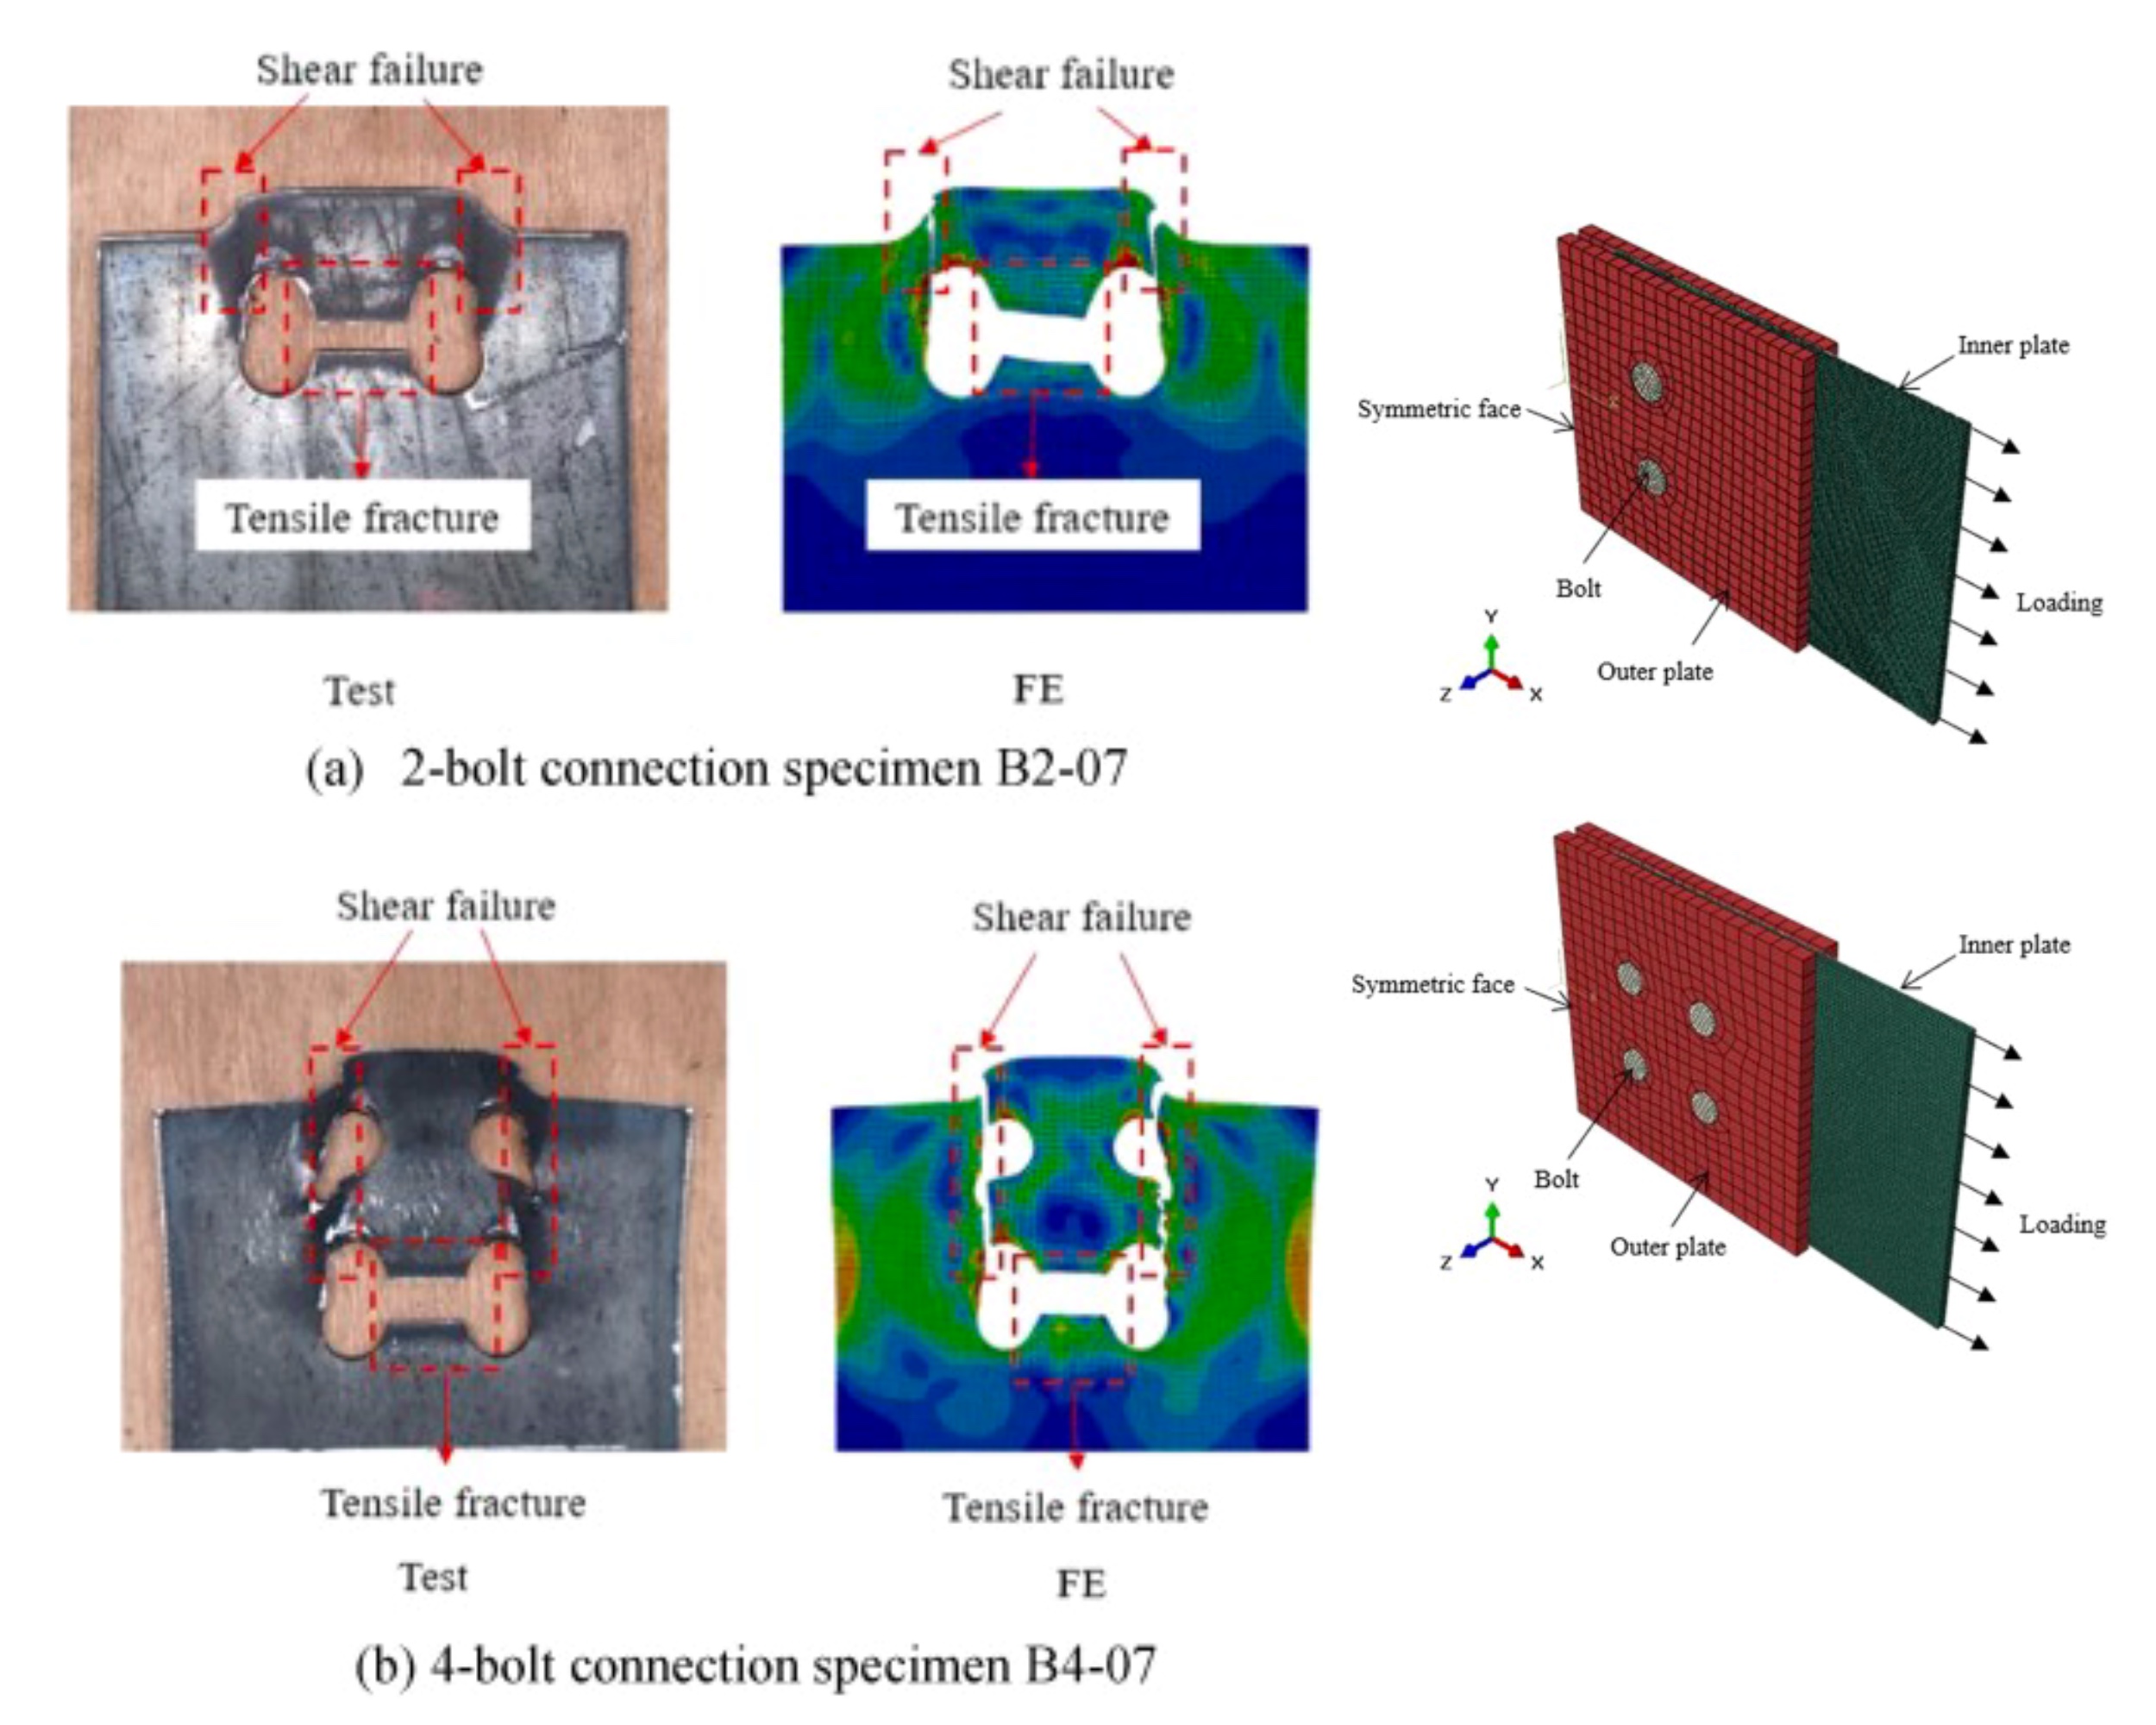 Shear failure
Shear failure
Tensile fracture
Tensile fracture
Test
FE
(a) 2-bolt connection specimen B2-07
Inner plate
Symmetric face
Bolt
Loading
Outer plate
Y
Z
X
Shear failure
Shear failure
Tensile fracture
Tensile fracture
Test
FE
(b) 4-bolt connection specimen B4-07
Inner plate
Symmetric face
Bolt
Loading
Outer plate
Y
Z
X